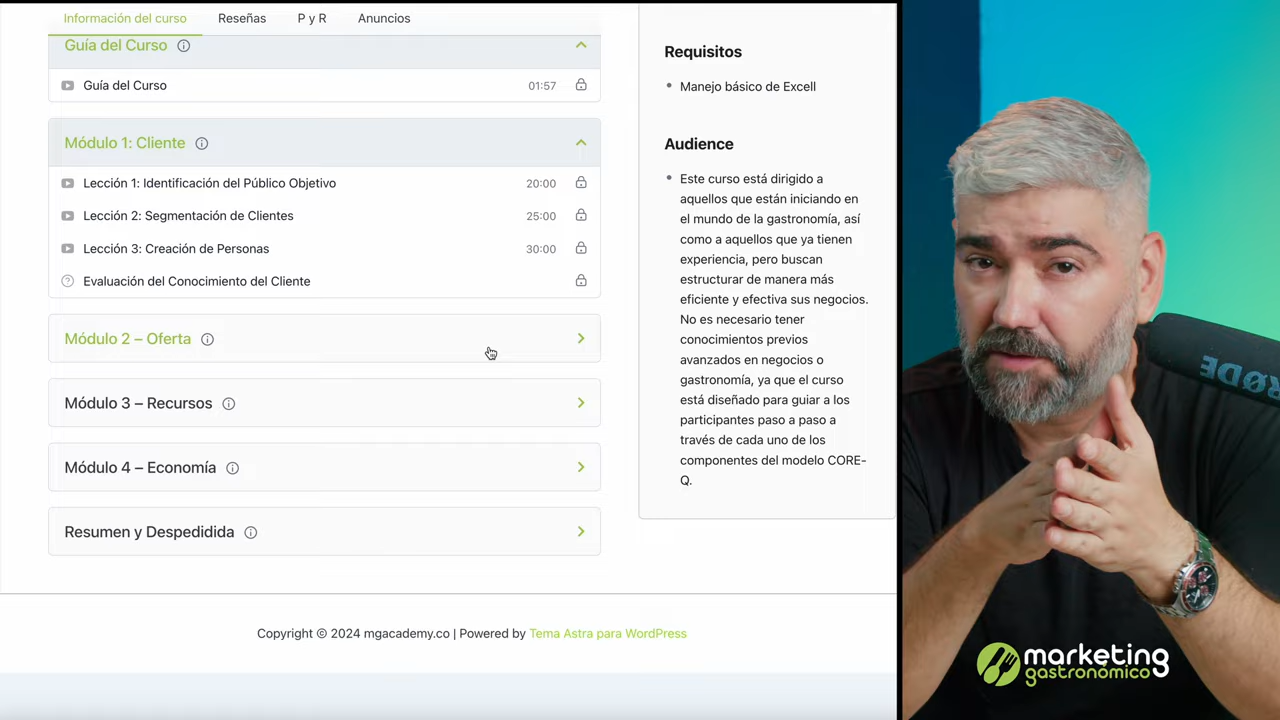 Información del curso
Reseñas
P y R
Anuncios
Guía del Curso
Guía del Curso
01:57
Módulo 1: Cliente
Lección 1: Identificación del Público Objetivo
20:00
Lección 2: Segmentación de Clientes
25:00
Lección 3: Creación de Personas
30:00
Evaluación del Conocimiento del Cliente
Módulo 2 – Oferta
Módulo 3 – Recursos
Módulo 4 – Economía
Resumen y Despedidida
Requisitos
Manejo básico de Excell
Audience
Este curso está dirigido a
aquellos que están iniciando en
el mundo de la gastronomía, así
como a aquellos que ya tienen
experiencia, pero buscan
estructurar de manera más
eficiente y efectiva sus negocios.
No es necesario tener
conocimientos previos
avanzados en negocios o
gastronomía, ya que el curso
está diseñado para guiar a los
participantes paso a paso a
través de cada uno de los
componentes del modelo CORE-
Q.
Copyright © 2024 mgacademy.co | Powered by Tema Astra para WordPress
RØDE
marketing
gastronómico